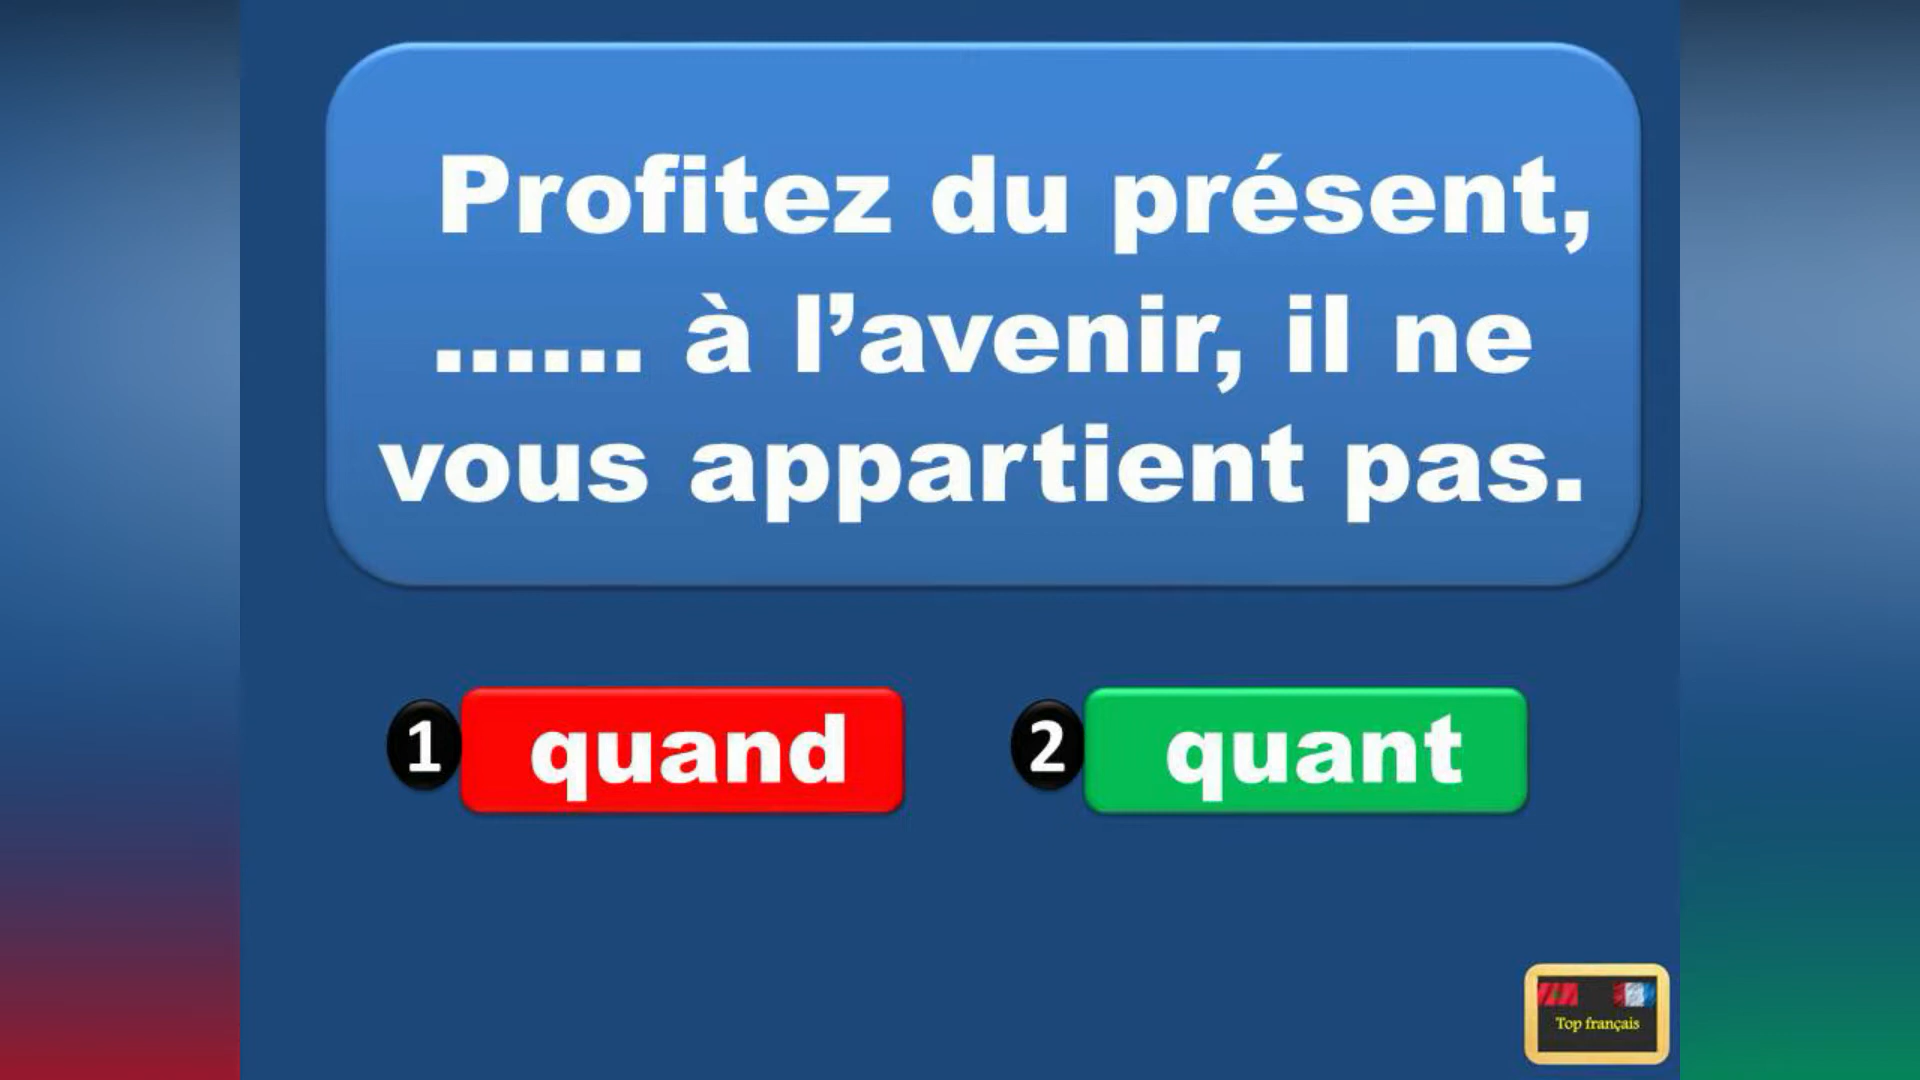 Profitez du présent,
...... à l’avenir, il ne
vous appartient pas.
1 quand
2 quant
Top français